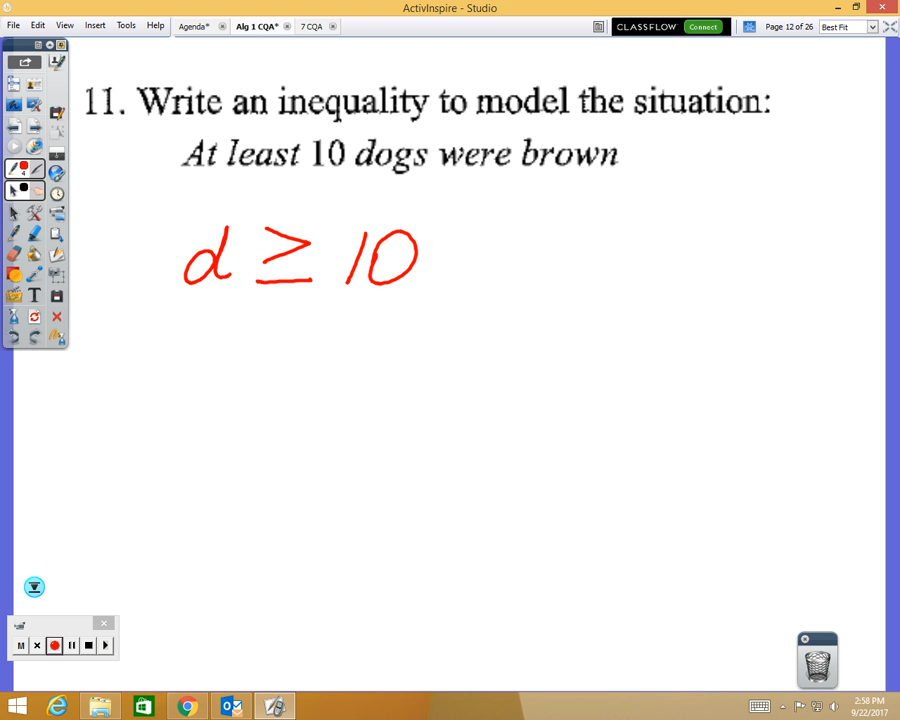 ActivInspire - Studio
File Edit View Insert Tools Help Agenda* Alg 1 CQA* 7 CQA CLASSFLOW Connect Page 12 of 26 Best Fit
11. Write an inequality to model the situation:
At least 10 dogs were brown
d ≥ 10
M
2:58 PM
9/22/2017